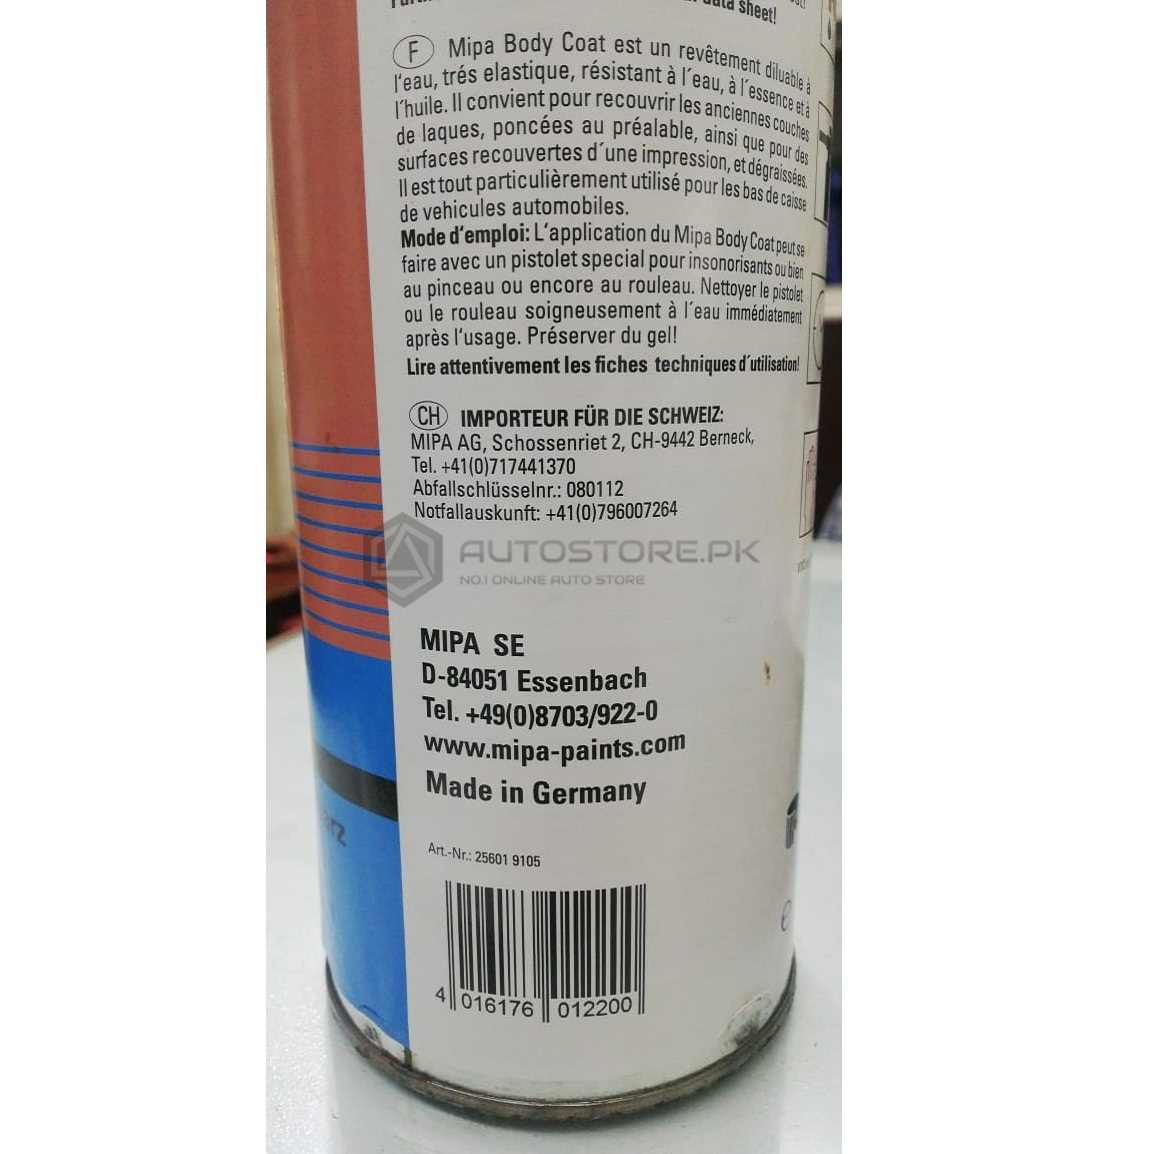 data sheet!
F Mipa Body Coat est un revêtement diluable à
l'eau, trés elastique, résistant à l´eau, à l´essence et à
l´huile. Il convient pour recouvrir les anciennes couches
de laques, poncées au préalable, ainsi que pour des
surfaces recouvertes d´une impression, et dégraissées.
Il est tout particulièrement utilisé pour les bas de caisse
de vehicules automobiles.
Mode d'emploi: L'application du Mipa Body Coat peut se
faire avec un pistolet special pour insonorisants ou bien
au pinceau ou encore au rouleau. Nettoyer le pistolet
ou le rouleau soigneusement à l´eau immédiatement
après l'usage. Préserver du gel!
Lire attentivement les fiches techniques d´utilisation!
CH IMPORTEUR FÜR DIE SCHWEIZ:
MIPA AG, Schossenriet 2, CH-9442 Berneck,
Tel. +41(0)717441370
Abfallschlüsselnr.: 080112
Notfallauskunft: +41(0)796007264
AUTOSTORE.PK
NO.1 ONLINE AUTO STORE
MIPA SE
D-84051 Essenbach
Tel. +49(0)8703/922-0
www.mipa-paints.com
Made in Germany
Art.-Nr.: 25601 9105
4 016176 012200